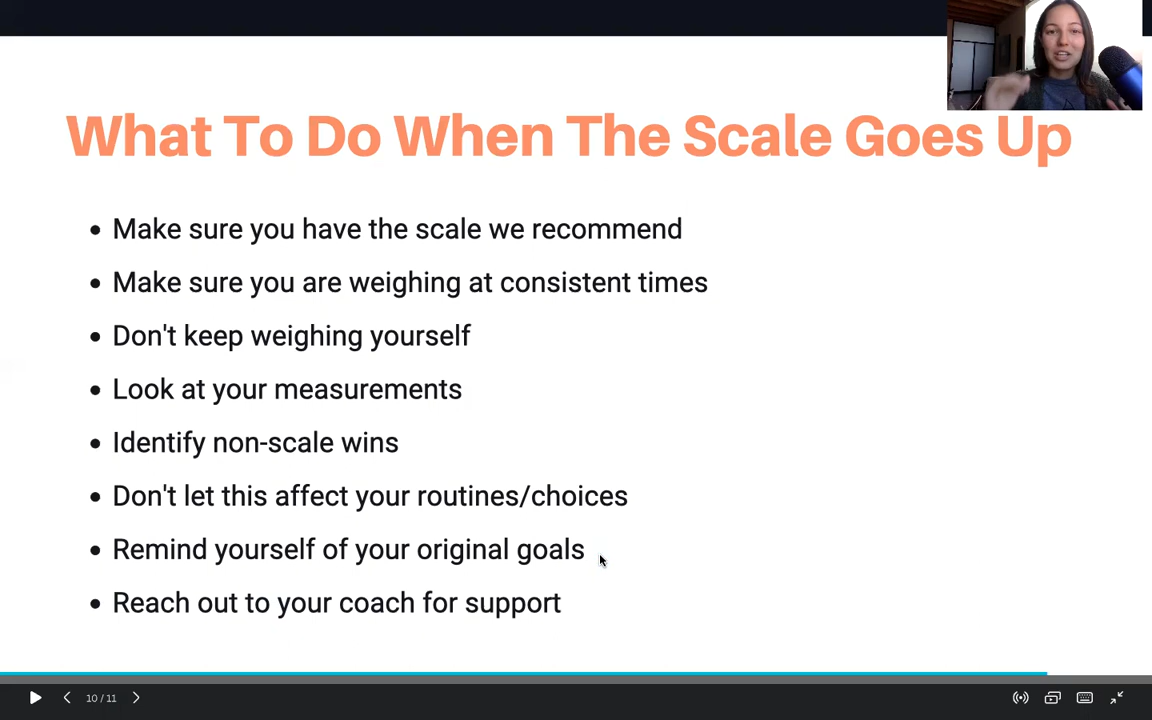 What To Do When The Scale Goes Up
• Make sure you have the scale we recommend
• Make sure you are weighing at consistent times
• Don't keep weighing yourself
• Look at your measurements
• Identify non-scale wins
• Don't let this affect your routines/choices
• Remind yourself of your original goals
• Reach out to your coach for support
10 / 11